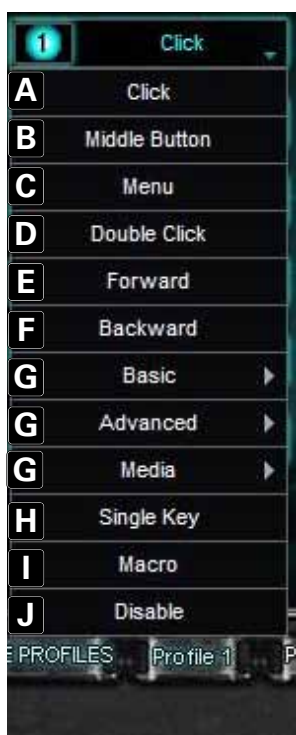 1 Click
A Click
B Middle Button
C Menu
D Double Click
E Forward
F Backward
G Basic
G Advanced
G Media
H Single Key
I Macro
J Disable
E PROFILES Profile 1 P